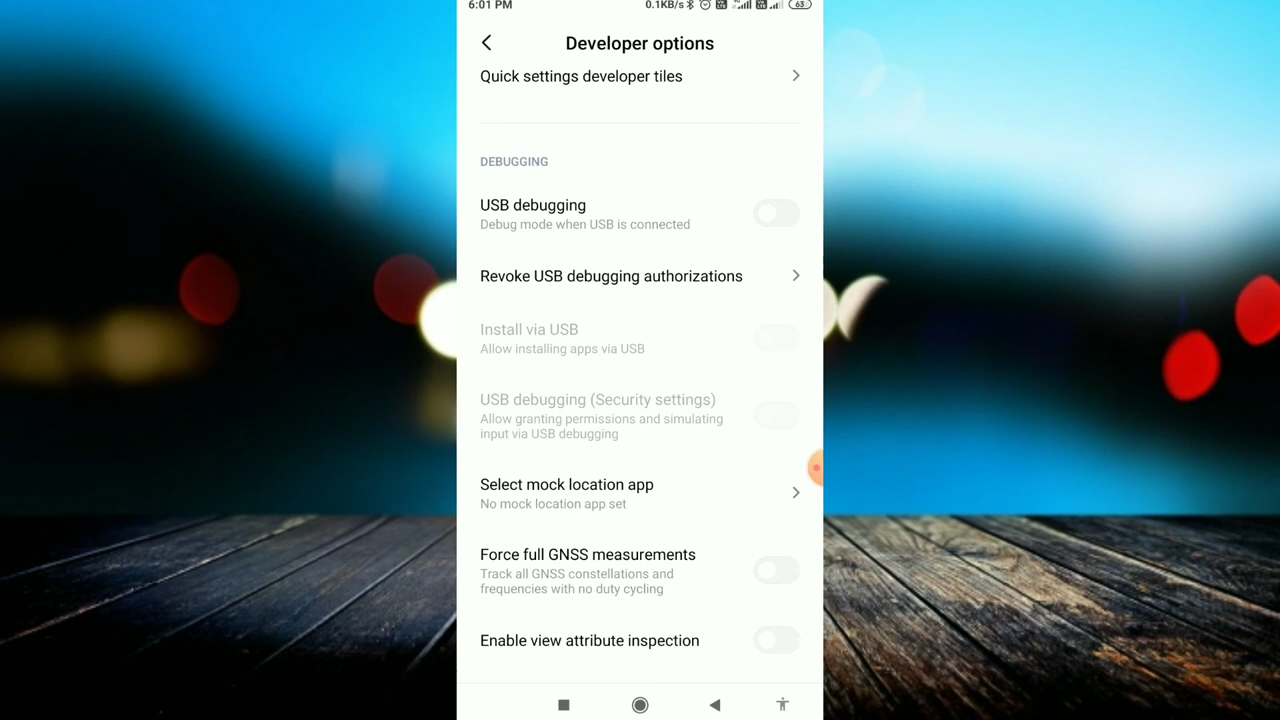 6:01 PM 0.1KB/s 63
Developer options
Quick settings developer tiles
DEBUGGING
USB debugging
Debug mode when USB is connected
Revoke USB debugging authorizations
Install via USB
Allow installing apps via USB
USB debugging (Security settings)
Allow granting permissions and simulating
input via USB debugging
Select mock location app
No mock location app set
Force full GNSS measurements
Track all GNSS constellations and
frequencies with no duty cycling
Enable view attribute inspection